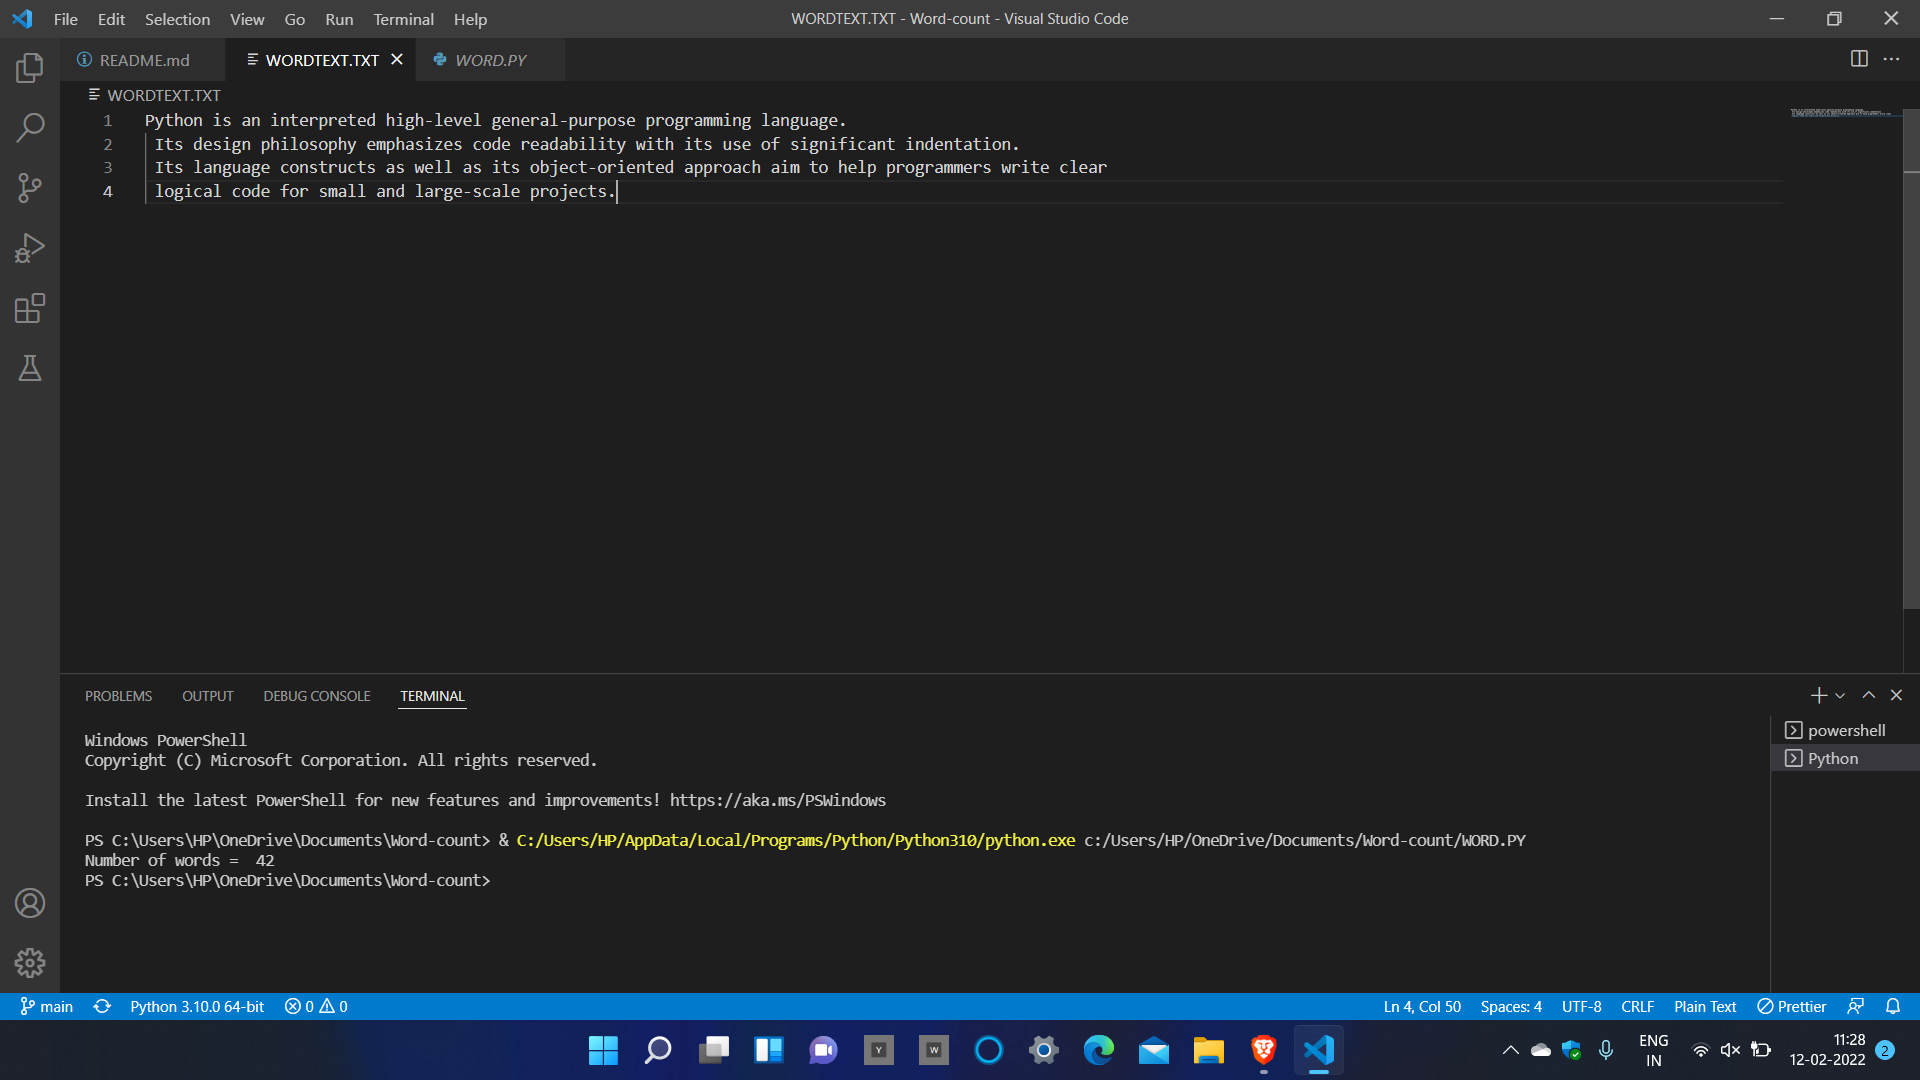 File Edit Selection View Go Run Terminal Help
WORDTEXT.TXT - Word-count - Visual Studio Code
README.md
WORDTEXT.TXT
WORD.PY
WORDTEXT.TXT
1 Python is an interpreted high-level general-purpose programming language.
2 Its design philosophy emphasizes code readability with its use of significant indentation.
3 Its language constructs as well as its object-oriented approach aim to help programmers write clear
4 logical code for small and large-scale projects.
PROBLEMS OUTPUT DEBUG CONSOLE TERMINAL
powershell
Python
Windows PowerShell
Copyright (C) Microsoft Corporation. All rights reserved.
Install the latest PowerShell for new features and improvements! https://aka.ms/PSWindows
PS C:\Users\HP\OneDrive\Documents\Word-count> & C:/Users/HP/AppData/Local/Programs/Python/Python310/python.exe c:/Users/HP/OneDrive/Documents/Word-count/WORD.PY
Number of words =  42
PS C:\Users\HP\OneDrive\Documents\Word-count>
main Python 3.10.0 64-bit 0 0 Ln 4, Col 50 Spaces: 4 UTF-8 CRLF Plain Text Prettier
Y
W
ENG
IN
11:28
12-02-2022
2